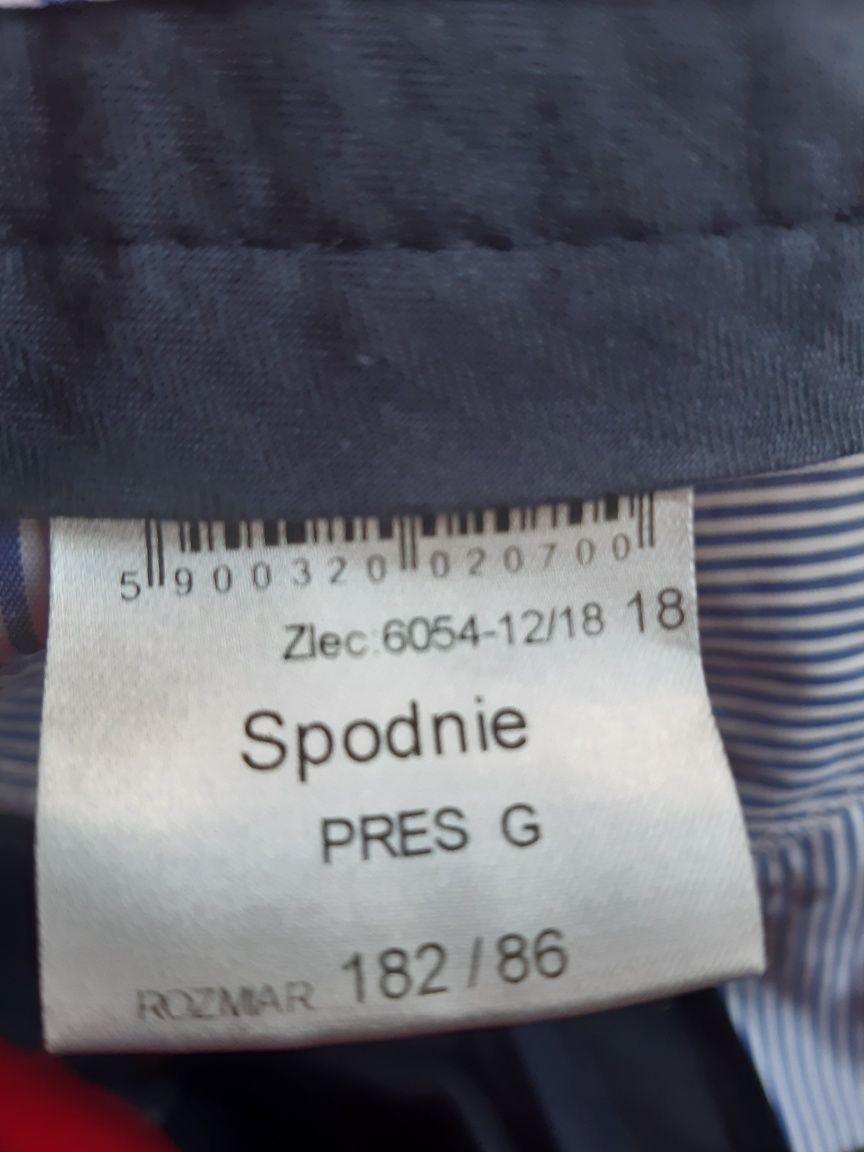 5 900320 020700
Zlec:6054-12/18 18
Spodnie
PRES G
ROZMIAR 182 / 86